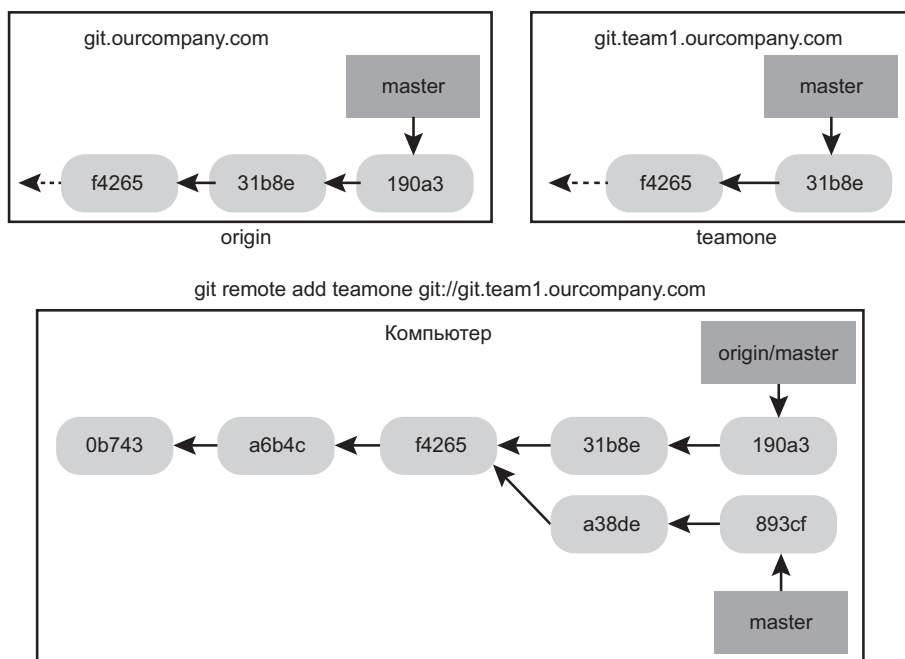 git.ourcompany.com
master
f4265
31b8e
190a3
origin
git.team1.ourcompany.com
master
f4265
31b8e
teamone
git remote add teamone git://git.team1.ourcompany.com
Компьютер
origin/master
0b743
a6b4c
f4265
31b8e
190a3
a38de
893cf
master